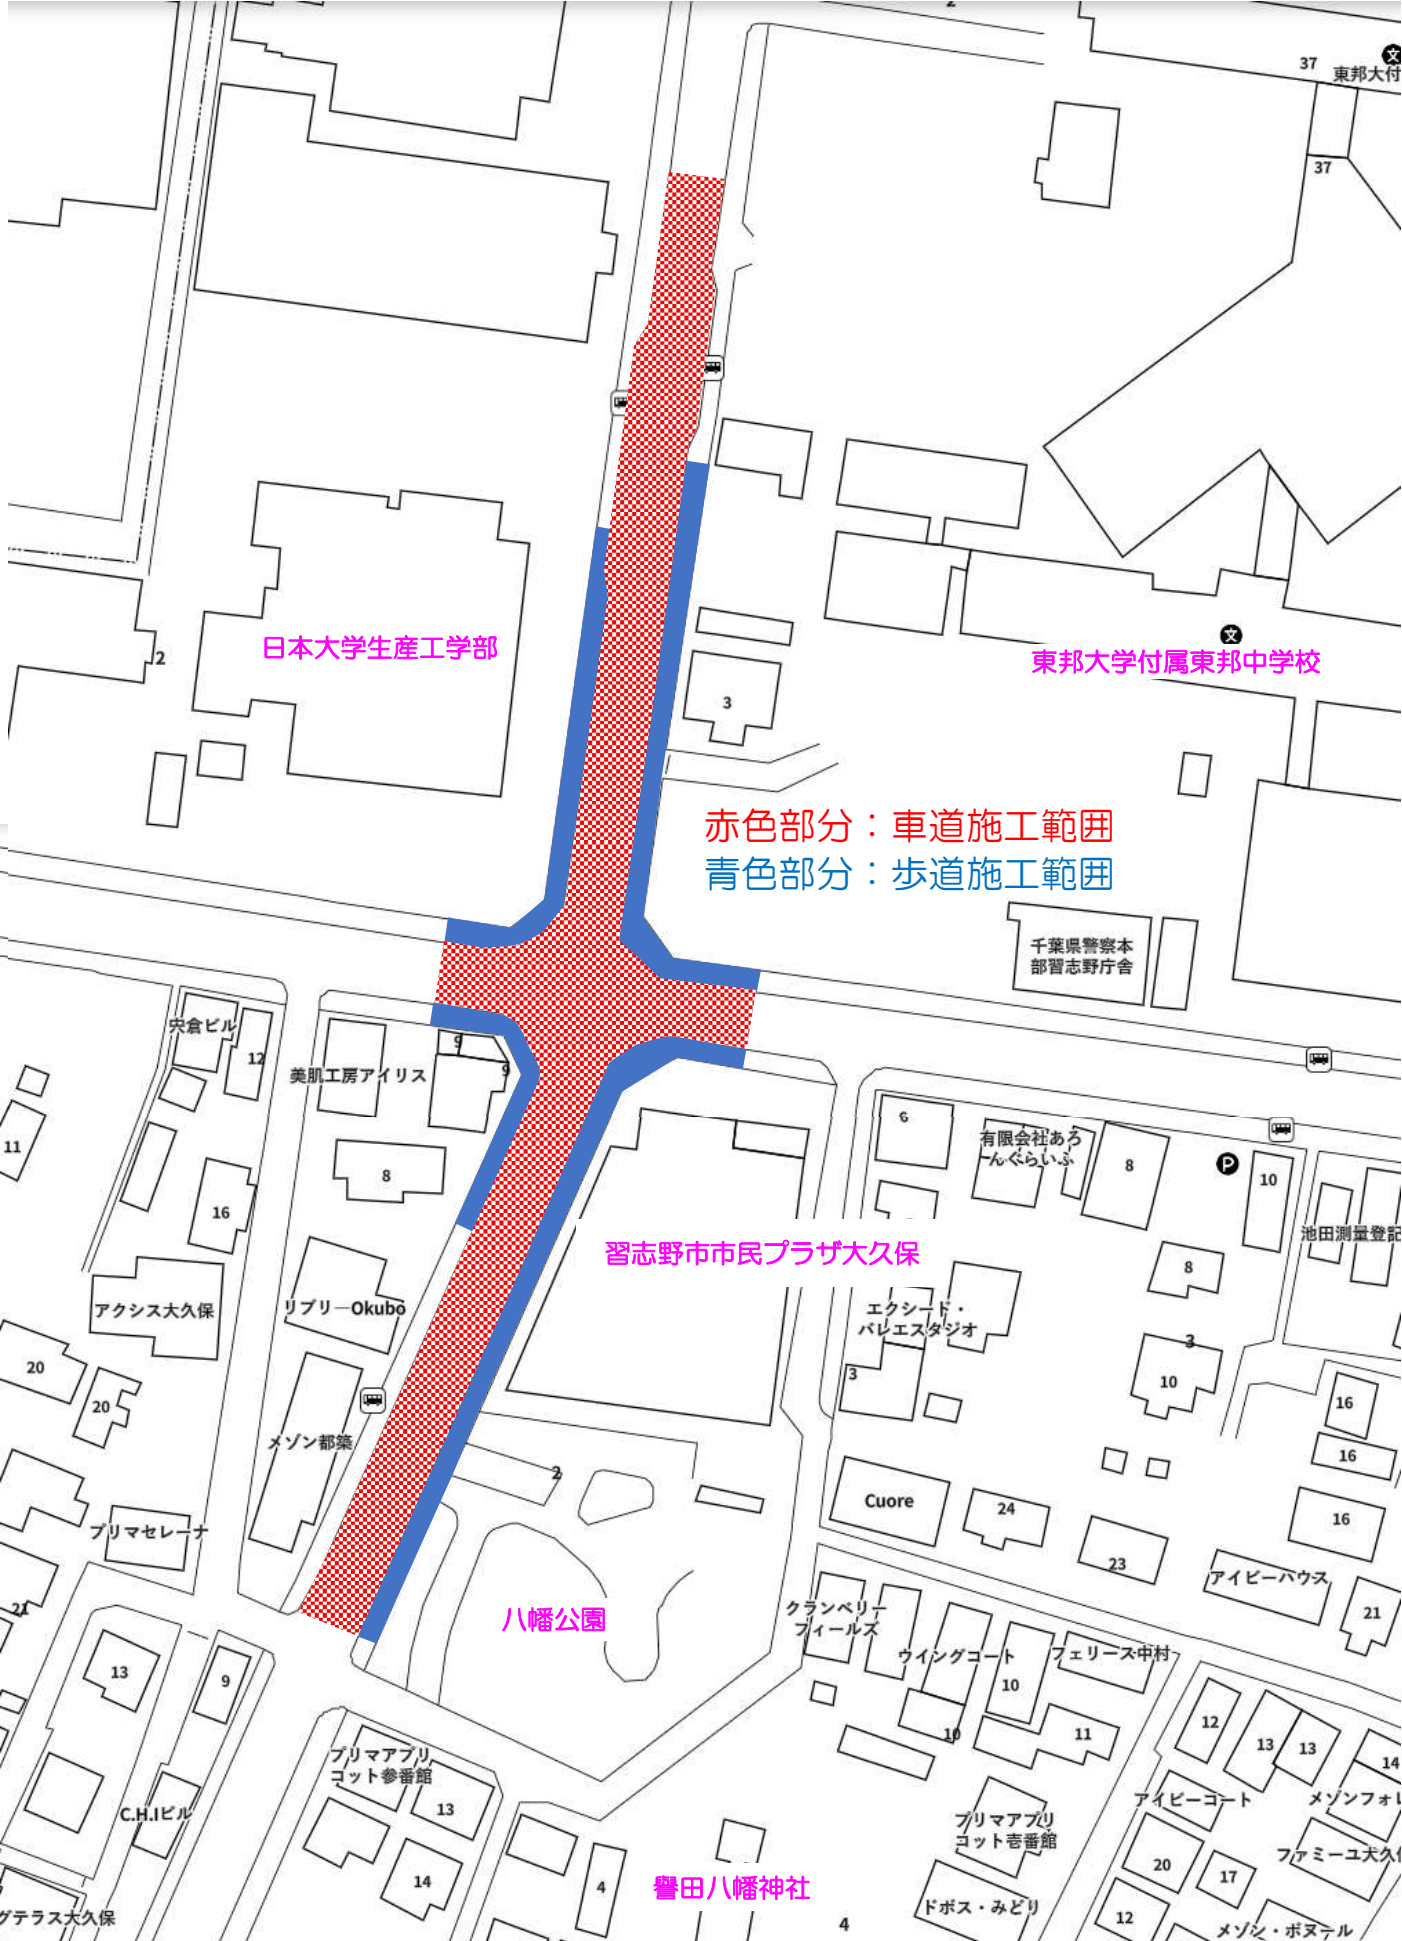 37
東邦大付
37
2
日本大学生産工学部
東邦大学付属東邦中学校
3
赤色部分：車道施工範囲
青色部分：歩道施工範囲
千葉県警察本
部習志野庁舎
宍倉ビル
12
美肌工房アイリス
9
9
11
16
8
6
有限会社あろ
んぐらいふ
8
P
10
池田測量登記
習志野市市民プラザ大久保
8
アクシス大久保
リブリーOkubo
エクシード・
バレエスタジオ
3
3
10
20
20
16
メゾン都築
2
16
Cuore
24
16
プリマセレーナ
23
アイビーハウス
21
21
八幡公園
クランベリー
フィールズ
ウイングコート
フェリース中村
10
13
9
10
11
12
13
13
14
プリマアプリ
コット参番館
13
C.H.Iビル
アイビーコート
メゾンフォレ
プリマアプリ
コット壱番館
ファミーユ大久保
20
17
14
4
譽田八幡神社
4
ドボス・みどり
12
グテラス大久保
メゾン・ボヌール